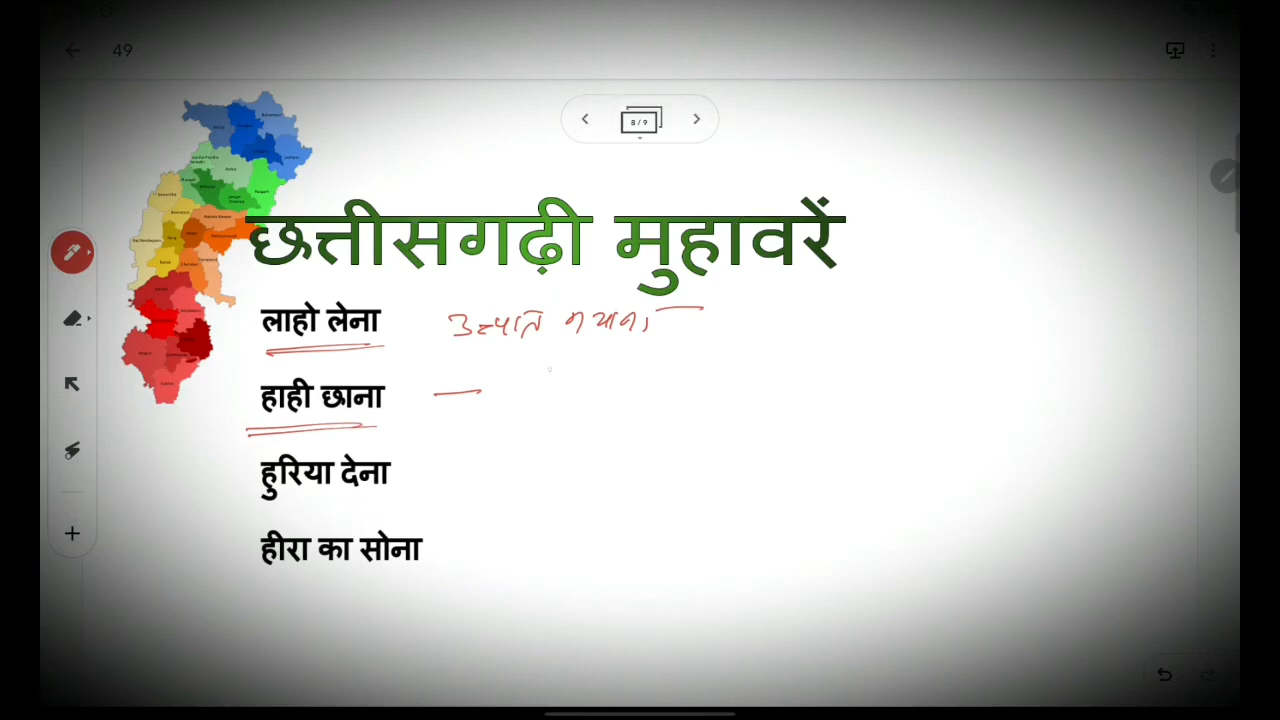 49
8/9
छत्तीसगढ़ी मुहावरें
लाहो लेना उत्पात मचाना
हाही छाना
हुरिया देना
हीरा का सोना